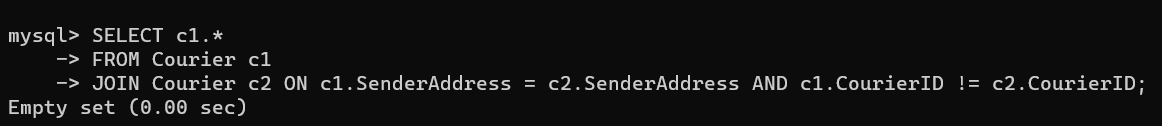 mysql> SELECT c1.*
    -> FROM Courier c1
    -> JOIN Courier c2 ON c1.SenderAddress = c2.SenderAddress AND c1.CourierID != c2.CourierID;
Empty set (0.00 sec)